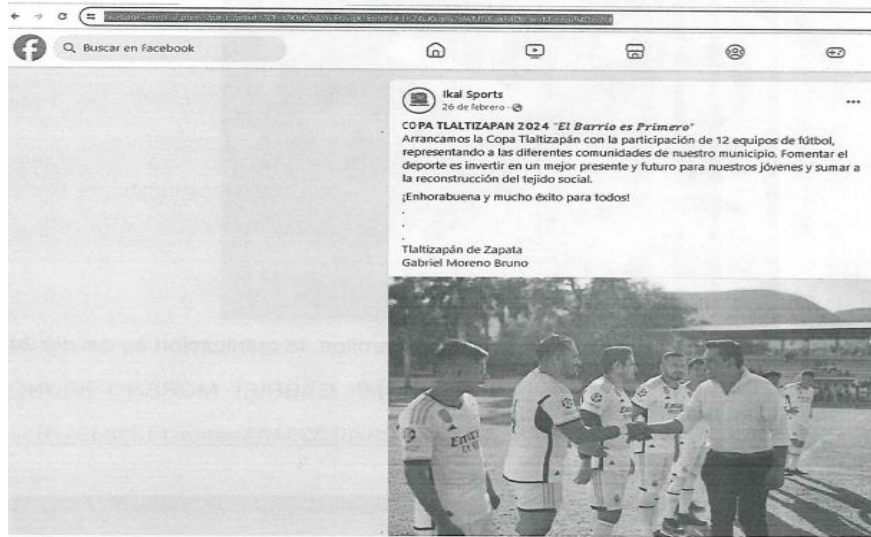 Buscar en Facebook
Ikal Sports
26 de febrero ·
COPA TLALTIZAPAN 2024 "El Barrio es Primero"
Arrancamos la Copa Tlaltizapán con la participación de 12 equipos de fútbol,
representando a las diferentes comunidades de nuestro municipio. Fomentar el
deporte es invertir en un mejor presente y futuro para nuestros jóvenes y sumar a
la reconstrucción del tejido social.
¡Enhorabuena y mucho éxito para todos!
.
.
.
Tlaltizapán de Zapata
Gabriel Moreno Bruno